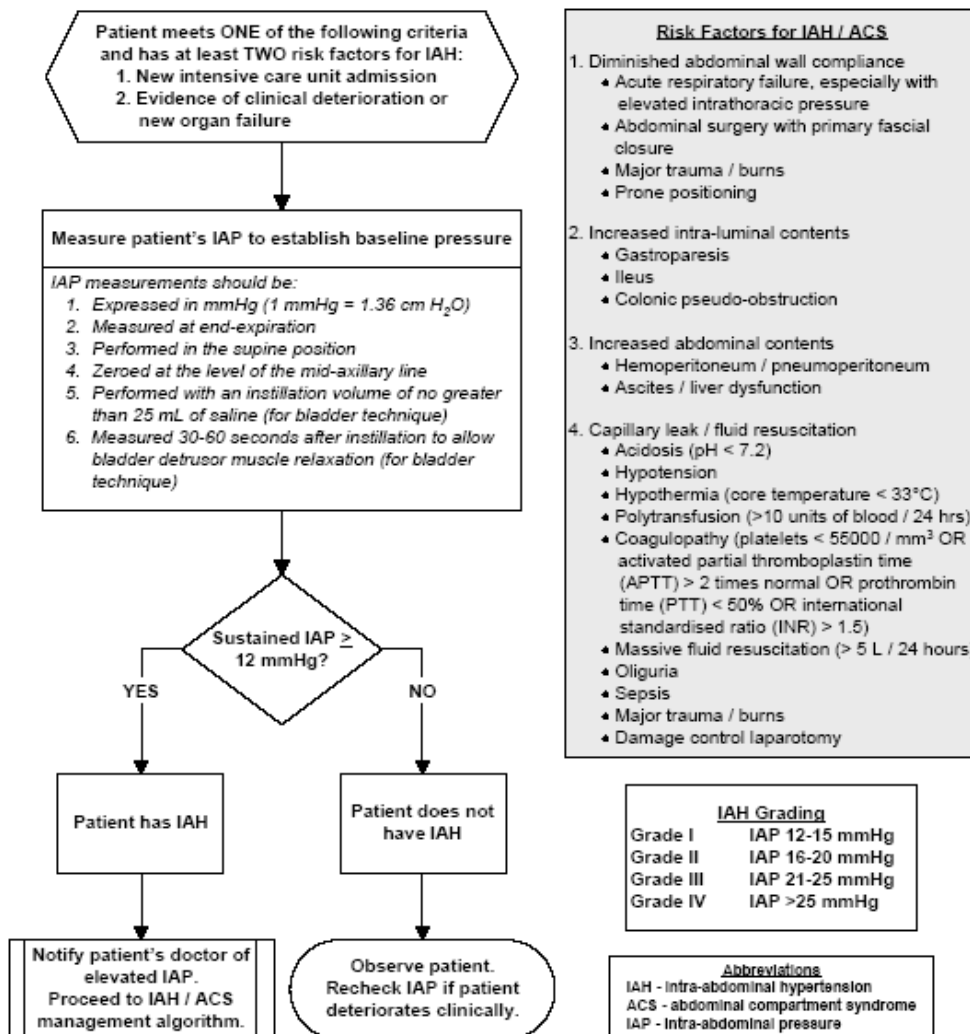 Patient meets ONE of the following criteria
and has at least TWO risk factors for IAH:
1. New intensive care unit admission
2. Evidence of clinical deterioration or
new organ failure
Measure patient's IAP to establish baseline pressure
IAP measurements should be:
1. Expressed in mmHg (1 mmHg = 1.36 cm H₂O)
2. Measured at end-expiration
3. Performed in the supine position
4. Zeroed at the level of the mid-axillary line
5. Performed with an instillation volume of no greater
than 25 mL of saline (for bladder technique)
6. Measured 30-60 seconds after instillation to allow
bladder detrusor muscle relaxation (for bladder
technique)
Sustained IAP ≥
12 mmHg?
YES
NO
Patient has IAH
Patient does not
have IAH
Notify patient's doctor of
elevated IAP.
Proceed to IAH / ACS
management algorithm.
Observe patient.
Recheck IAP if patient
deteriorates clinically.
Risk Factors for IAH / ACS
1. Diminished abdominal wall compliance
• Acute respiratory failure, especially with
elevated intrathoracic pressure
• Abdominal surgery with primary fascial
closure
• Major trauma / burns
• Prone positioning
2. Increased intra-luminal contents
• Gastroparesis
• Ileus
• Colonic pseudo-obstruction
3. Increased abdominal contents
• Hemoperitoneum / pneumoperitoneum
• Ascites / liver dysfunction
4. Capillary leak / fluid resuscitation
• Acidosis (pH < 7.2)
• Hypotension
• Hypothermia (core temperature < 33°C)
• Polytransfusion (>10 units of blood / 24 hrs)
• Coagulopathy (platelets < 55000 / mm³ OR
activated partial thromboplastin time
(APTT) > 2 times normal OR prothrombin
time (PTT) < 50% OR international
standardised ratio (INR) > 1.5)
• Massive fluid resuscitation (> 5 L / 24 hours
• Oliguria
• Sepsis
• Major trauma / burns
• Damage control laparotomy
IAH Grading
Grade I IAP 12-15 mmHg
Grade II IAP 16-20 mmHg
Grade III IAP 21-25 mmHg
Grade IV IAP >25 mmHg
Abbreviations
IAH - intra-abdominal hypertension
ACS - abdominal compartment syndrome
IAP - intra-abdominal pressure